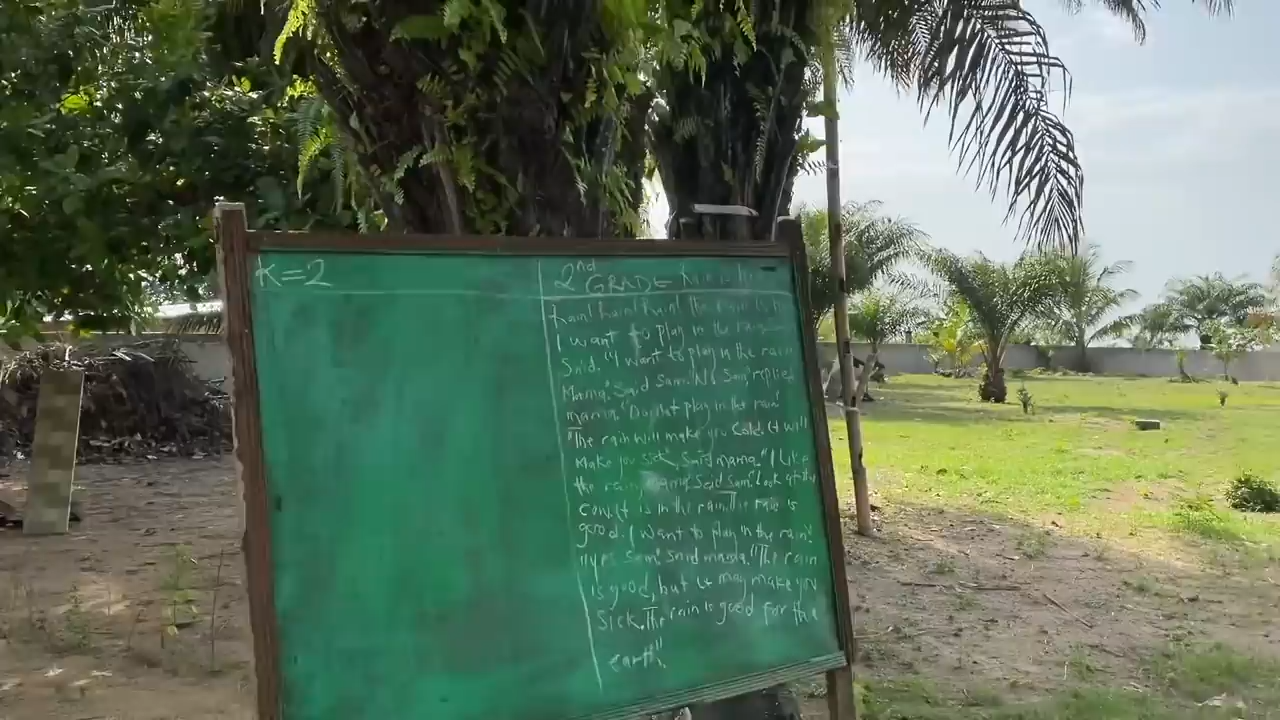 K=2
2nd GRADE
Rain! Rain! Rain! The rain is
I want to play in the rain
Said. "I want to play in the rain
Mama." Said Sam. "No Sam" replied
mama. "Do not play in the rain
"The rain will make you cold. It will
make you sick, said mama." I like
the rain, said Sam. "Look at the
cow. It is in the rain. The rain is
good. I want to play in the rain."
"Yes Sam." Said mama. "The rain
is good, but it may make you
sick. The rain is good for the
earth".